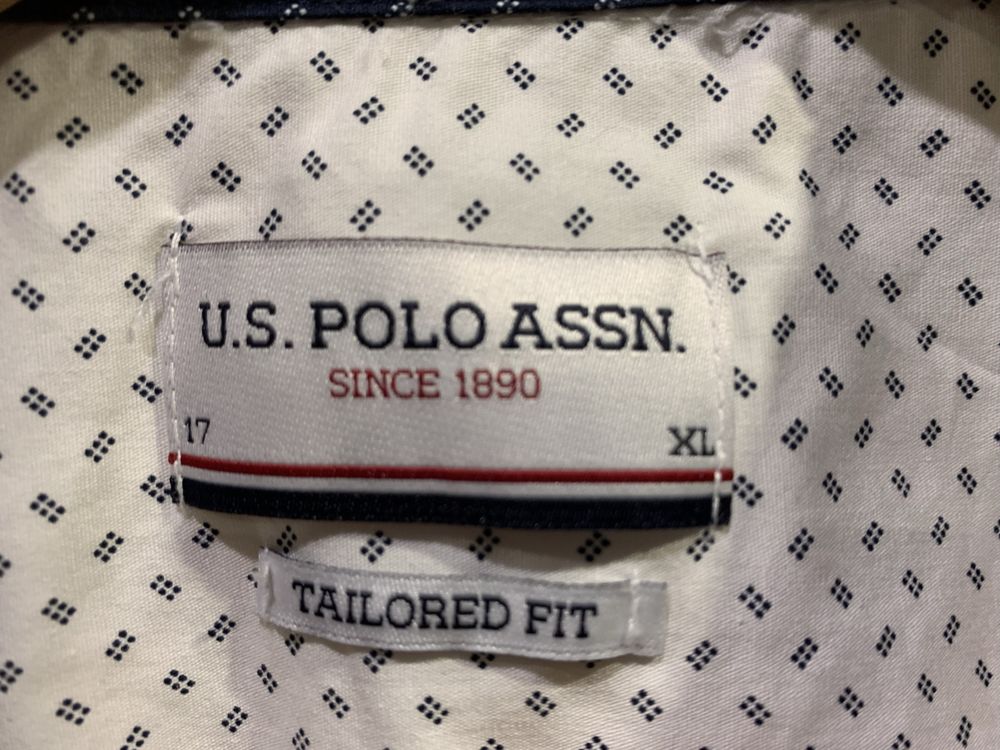 U.S. POLO ASSN.
SINCE 1890
17 XL
TAILORED FIT